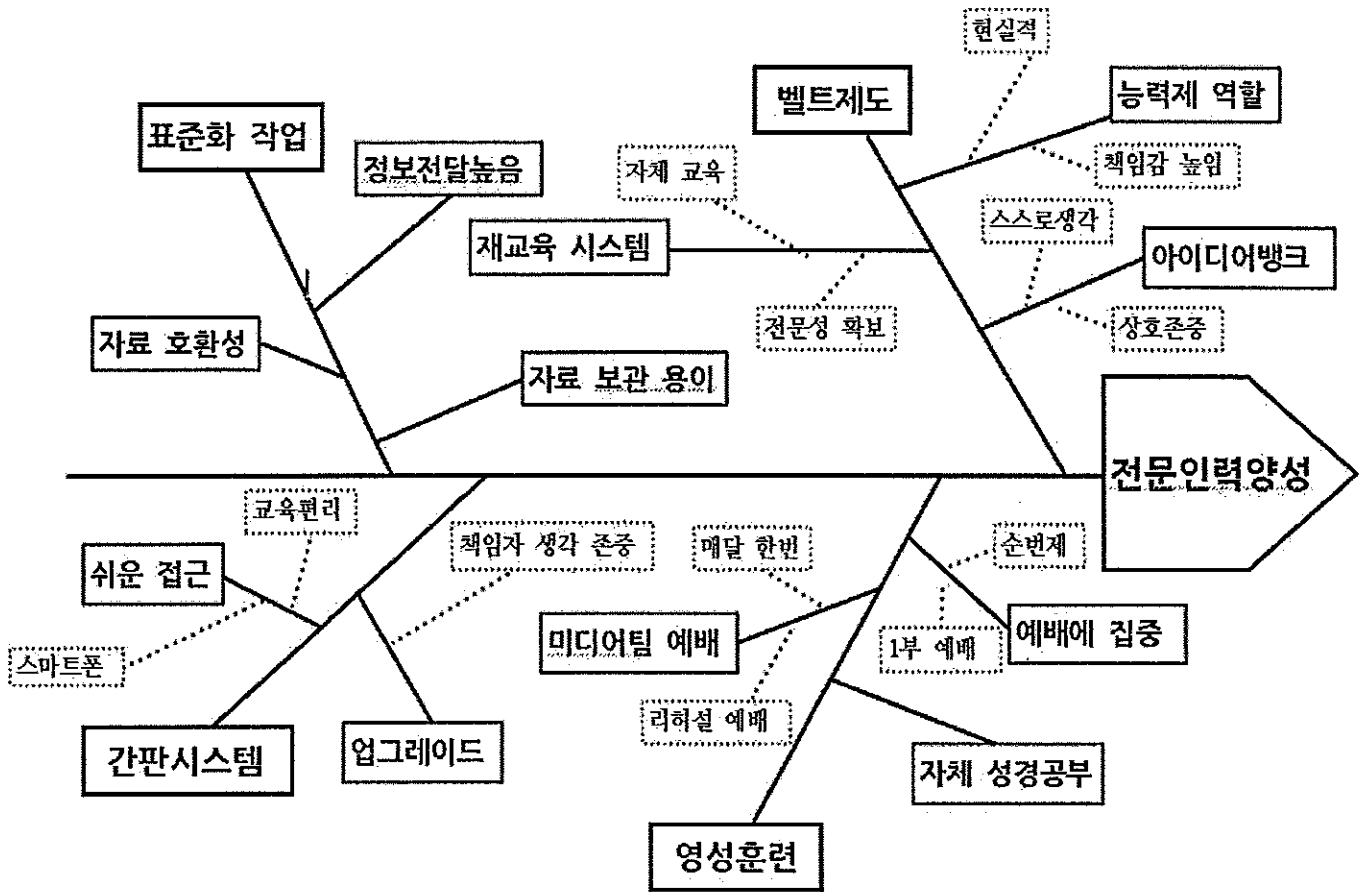 현실적
벨트제도
능력제 역할
표준화 작업
정보전달높음
자체 교육
책임감 높임
스스로생각
재교육 시스템
아이디어뱅크
전문성 확보
상호존중
자료 호환성
자료 보관 용이
전문인력양성
교육편리
책임자 생각 존중
매달 한번
순번제
쉬운 접근
미디어팀 예배
1부 예배
예배에 집중
스마트폰
리허설 예배
간판시스템
업그레이드
자체 성경공부
영성훈련